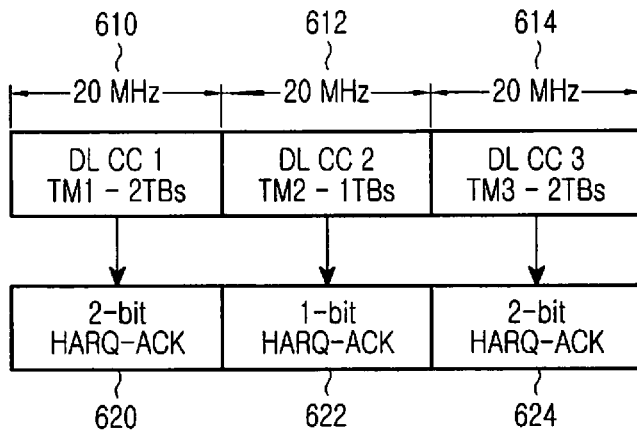 610 612 614
20 MHz 20 MHz 20 MHz
DL CC 1 DL CC 2 DL CC 3
TM1 - 2TBs TM2 - 1TBs TM3 - 2TBs
2-bit 1-bit 2-bit
HARQ-ACK HARQ-ACK HARQ-ACK
620 622 624